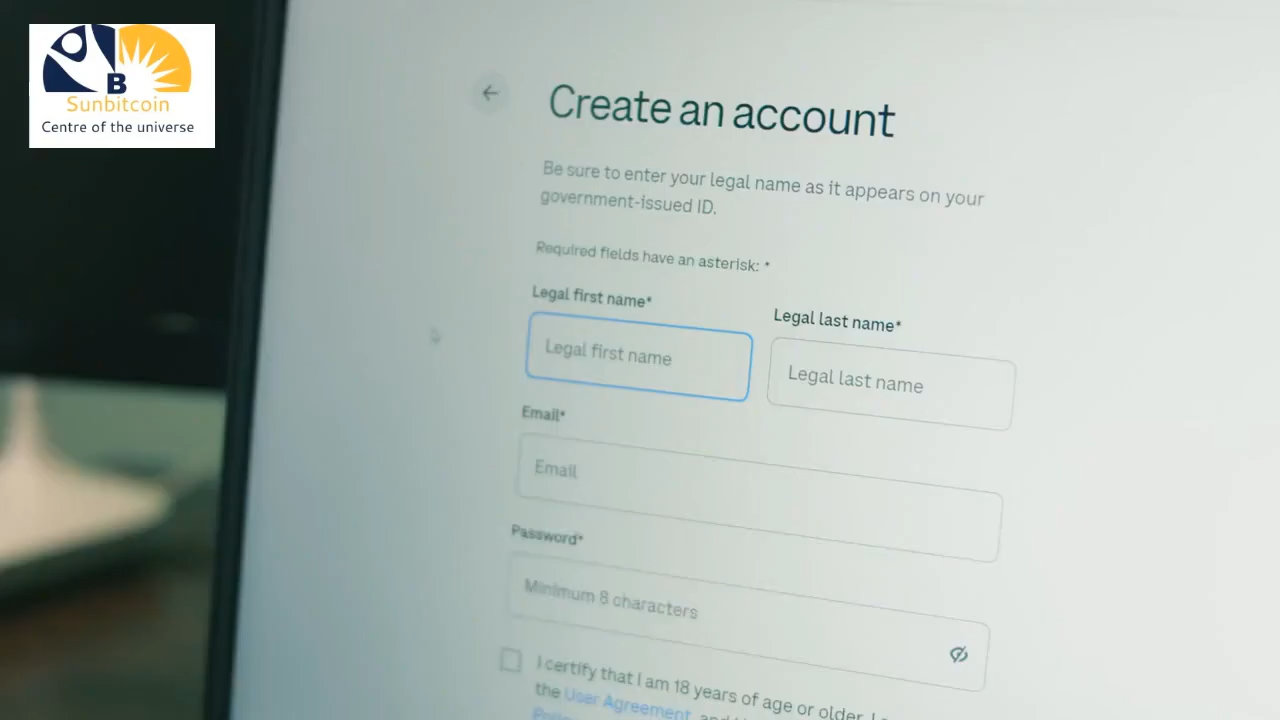 B
Sunbitcoin
Centre of the universe
Create an account
Be sure to enter your legal name as it appears on your
government-issued ID.
Required fields have an asterisk: *
Legal first name*
Legal last name*
Legal first name
Legal last name
Email*
Email
Password*
Minimum 8 characters
I certify that I am 18 years of age or older, I
the User Agreement, and